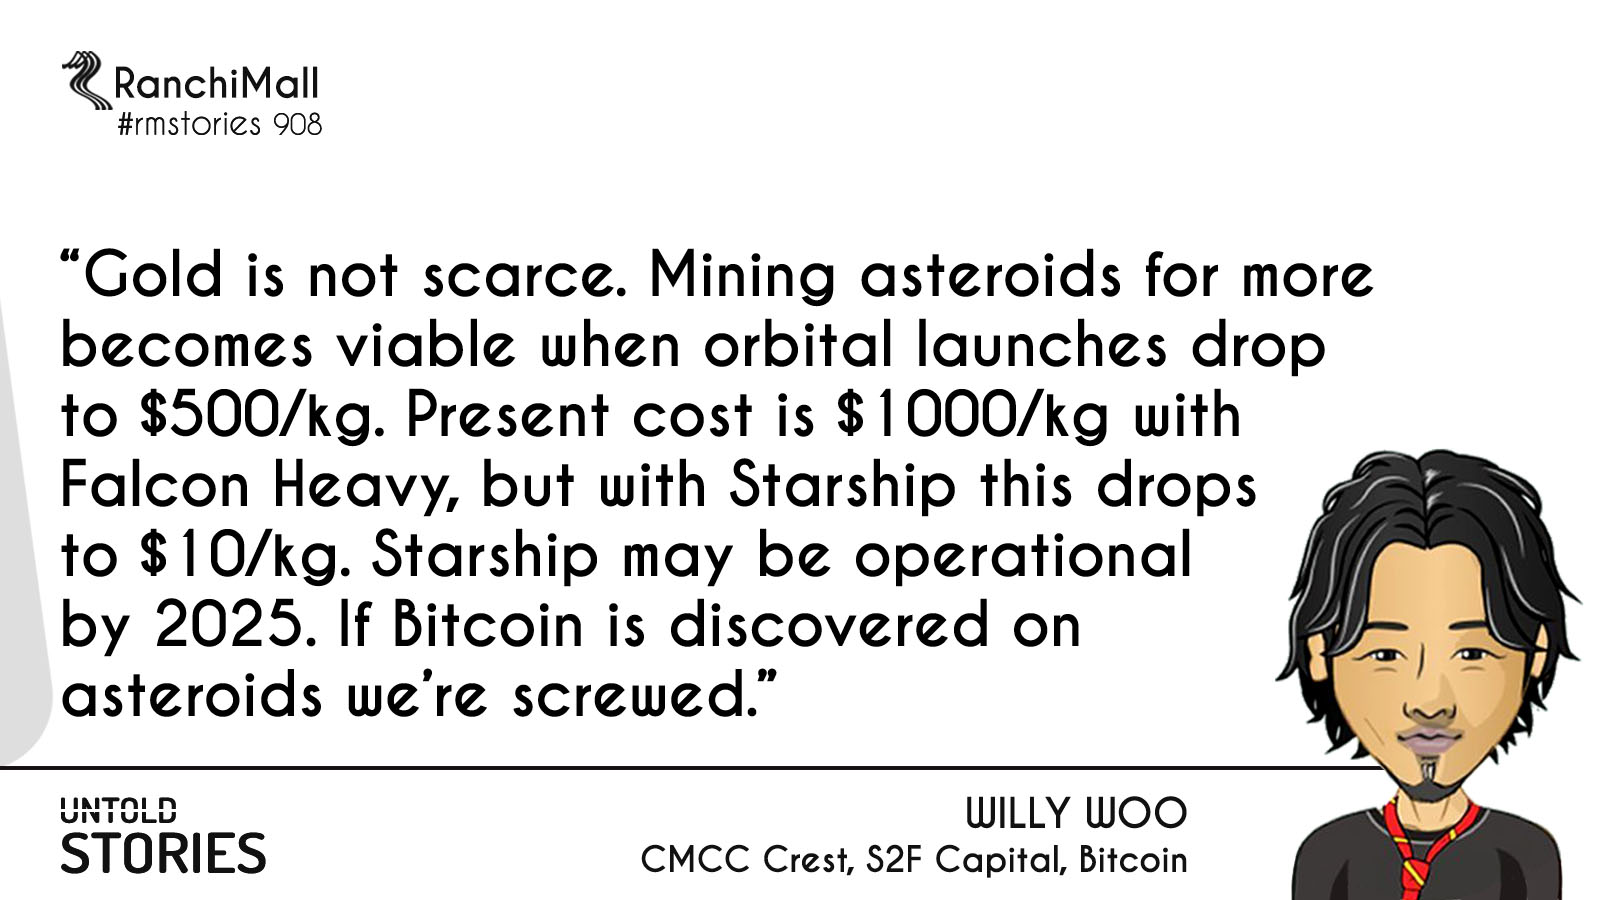 RanchiMall
#rmstories 908
“Gold is not scarce. Mining asteroids for more
becomes viable when orbital launches drop
to $500/kg. Present cost is $1000/kg with
Falcon Heavy, but with Starship this drops
to $10/kg. Starship may be operational
by 2025. If Bitcoin is discovered on
asteroids we’re screwed.”
UNTOLD
STORIES
WILLY WOO
CMCC Crest, S2F Capital, Bitcoin